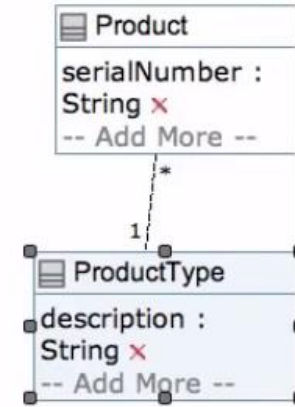 Product
serialNumber :
String ×
-- Add More --
*
1
ProductType
description :
String ×
-- Add More --